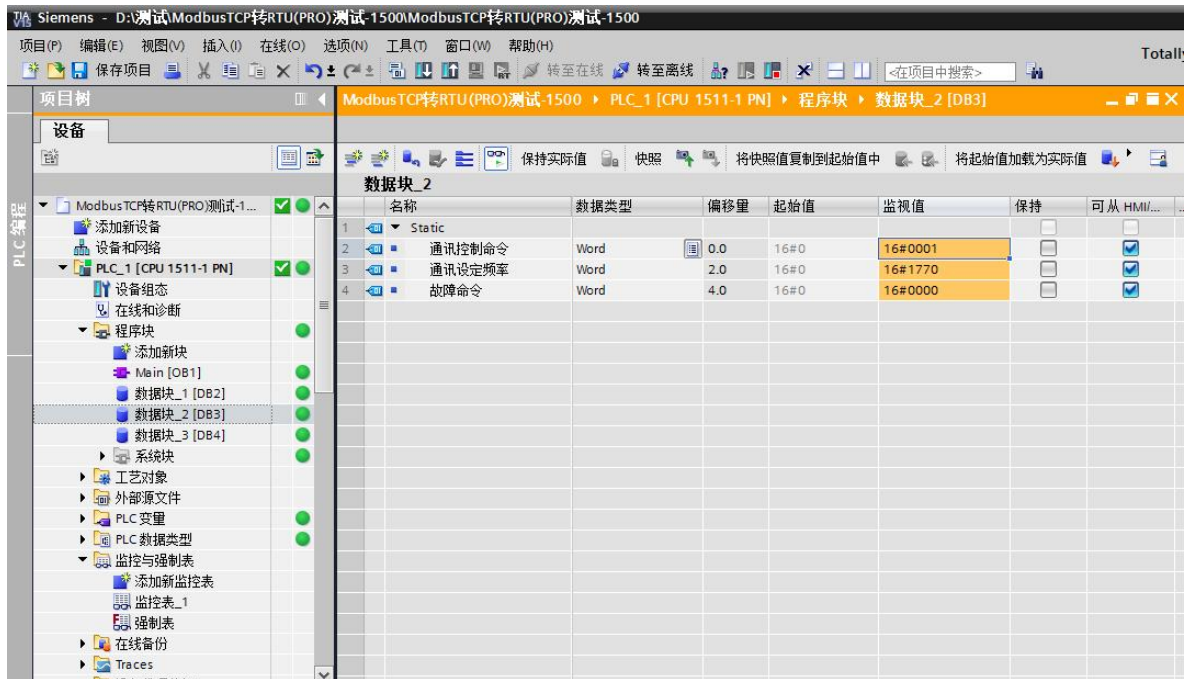 Siemens - D:\测试\ModbusTCP转RTU(PRO)测试-1500\ModbusTCP转RTU(PRO)测试-1500
项目(P) 编辑(E) 视图(V) 插入(I) 在线(O) 选项(N) 工具(T) 窗口(W) 帮助(H)
Totally
保存项目 转至在线 转至离线 <在项目中搜索>
项目树
ModbusTCP转RTU(PRO)测试-1500 PLC_1 [CPU 1511-1 PN] 程序块 数据块_2 [DB3]
设备
保持实际值 快照 将快照值复制到起始值中 将起始值加载为实际值
数据块_2
名称 数据类型 偏移量 起始值 监视值 保持 可从 HMI/...
1 Static
2 通讯控制命令 Word 0.0 16#0 16#0001
3 通讯设定频率 Word 2.0 16#0 16#1770
4 故障命令 Word 4.0 16#0 16#0000
PLC 编程
ModbusTCP转RTU(PRO)测试-1...
添加新设备
设备和网络
PLC_1 [CPU 1511-1 PN]
设备组态
在线和诊断
程序块
添加新块
Main [OB1]
数据块_1 [DB2]
数据块_2 [DB3]
数据块_3 [DB4]
系统块
工艺对象
外部源文件
PLC 变量
PLC 数据类型
监控与强制表
添加新监控表
监控表_1
强制表
在线备份
Traces